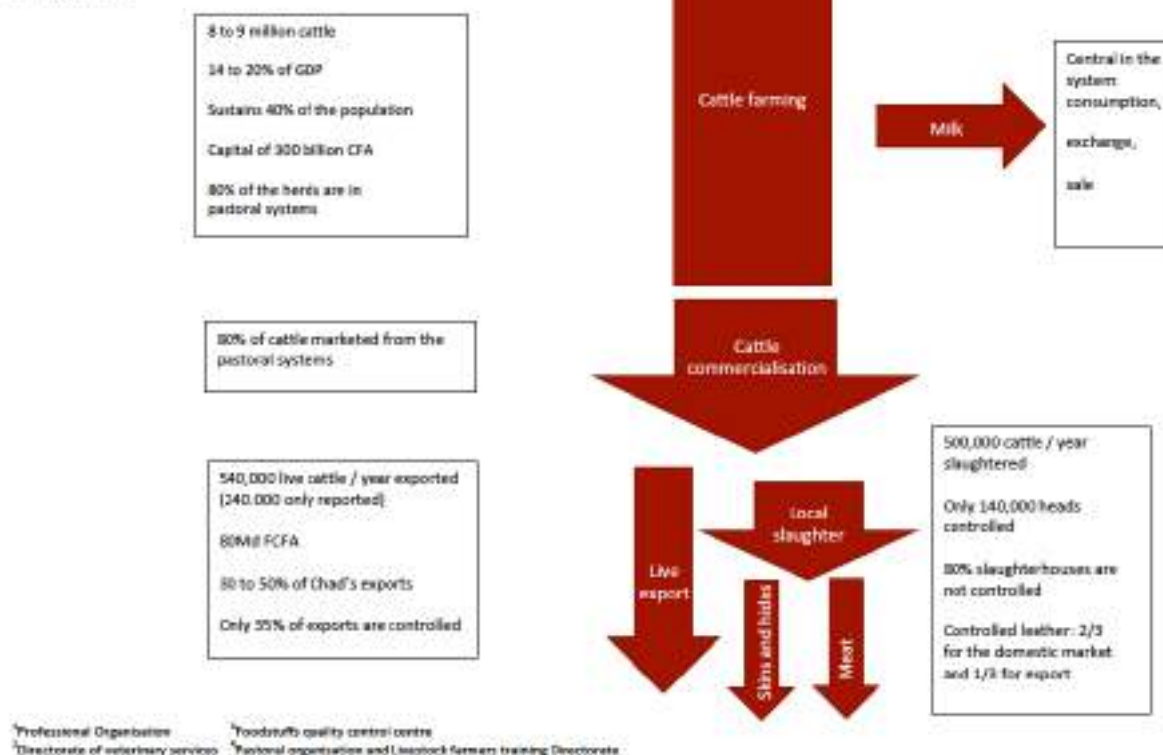 8 to 9 million cattle
14 to 20% of GDP
Sustains 40% of the population
Capital of 300 billion CFA
80% of the herds are in
pastoral systems
Cattle farming
Milk
Central in the
system
consumption,
exchange,
sale
80% of cattle marketed from the
pastoral systems
Cattle
commercialisation
540,000 live cattle / year exported
(240.000 only reported)
80Md FCFA
30 to 50% of Chad's exports
Only 35% of exports are controlled
Live
export
Local
slaughter
Skins and hides
Meat
500,000 cattle / year
slaughtered
Only 140,000 heads
controlled
80% slaughterhouses are
not controlled
Controlled leather: 2/3
for the domestic market
and 1/3 for export
Professional Organisation
Foodstuffs quality control centre
Directorate of veterinary services
Pastoral organisation and Livestock farmers training Directorate